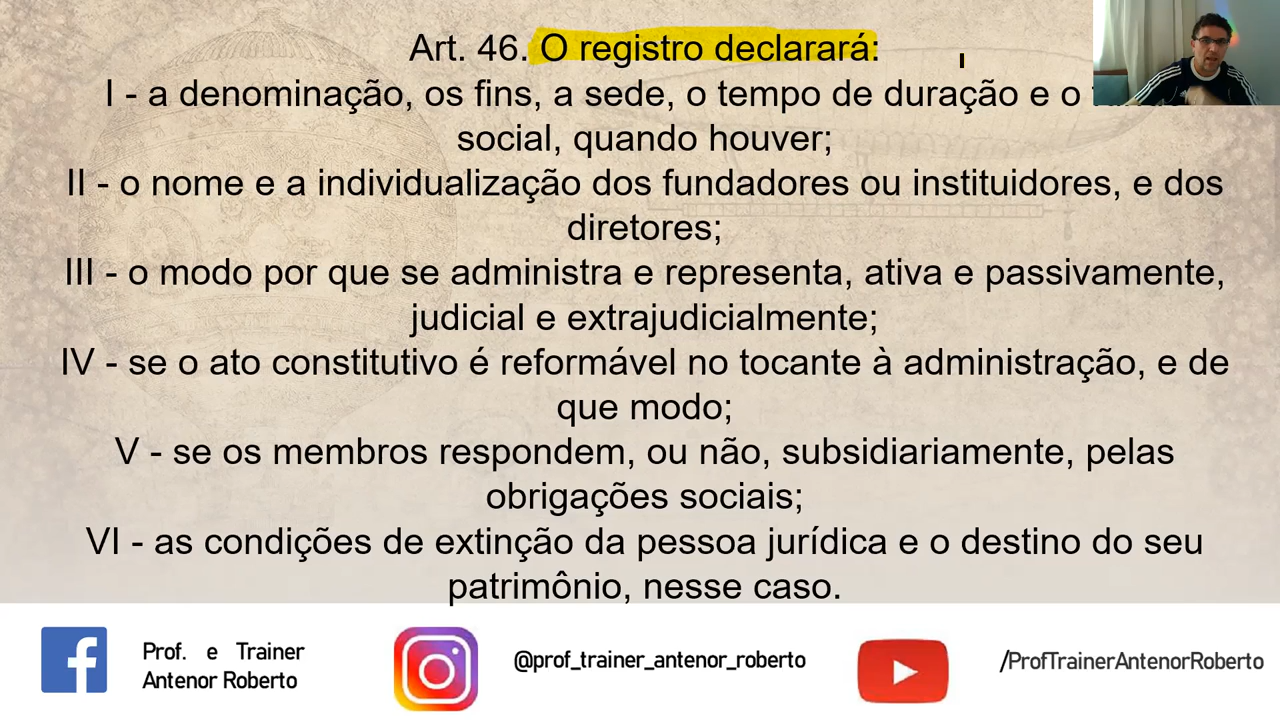 Art. 46. O registro declarará:
I - a denominação, os fins, a sede, o tempo de duração e o
social, quando houver;
II - o nome e a individualização dos fundadores ou instituidores, e dos
diretores;
III - o modo por que se administra e representa, ativa e passivamente,
judicial e extrajudicialmente;
IV - se o ato constitutivo é reformável no tocante à administração, e de
que modo;
V - se os membros respondem, ou não, subsidiariamente, pelas
obrigações sociais;
VI - as condições de extinção da pessoa jurídica e o destino do seu
patrimônio, nesse caso.
Prof. e Trainer
Antenor Roberto
@prof_trainer_antenor_roberto
/ProfTrainerAntenorRoberto